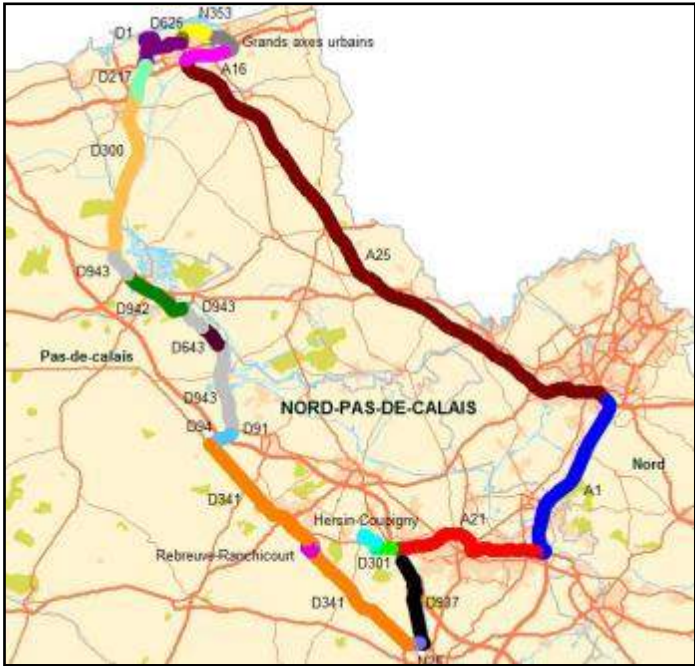 N353
D625
D1
Grands axes urbains
A16
D217
D300
A25
D943
D942
D943
D643
Pas-de-calais
D943
NORD-PAS-DE-CALAIS
D94
D91
Nord
A1
D341
Hersin-Coupigny
A21
Rebreuve-Ranchicourt
D301
D341
D937